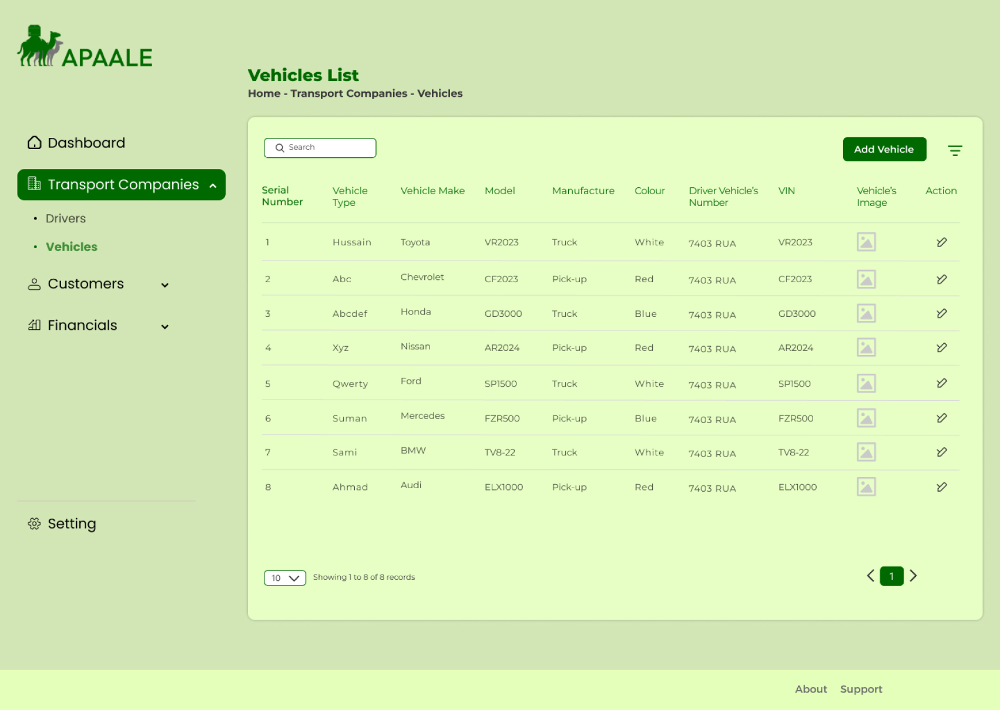 APAALE
Vehicles List
Home - Transport Companies - Vehicles
Dashboard
Transport Companies
Drivers
Vehicles
Customers
Financials
Setting
Search
Add Vehicle
Serial Number Vehicle Type Vehicle Make Model Manufacture Colour Driver Vehicle's Number VIN Vehicle's Image Action
1 Hussain Toyota VR2023 Truck White 7403 RUA VR2023
2 Abc Chevrolet CF2023 Pick-up Red 7403 RUA CF2023
3 Abcdef Honda GD3000 Truck Blue 7403 RUA GD3000
4 Xyz Nissan AR2024 Pick-up Red 7403 RUA AR2024
5 Qwerty Ford SP1500 Truck White 7403 RUA SP1500
6 Suman Mercedes FZR500 Pick-up Blue 7403 RUA FZR500
7 Sami BMW TV8-22 Truck White 7403 RUA TV8-22
8 Ahmad Audi ELX1000 Pick-up Red 7403 RUA ELX1000
10 Showing 1 to 8 of 8 records
1
About Support